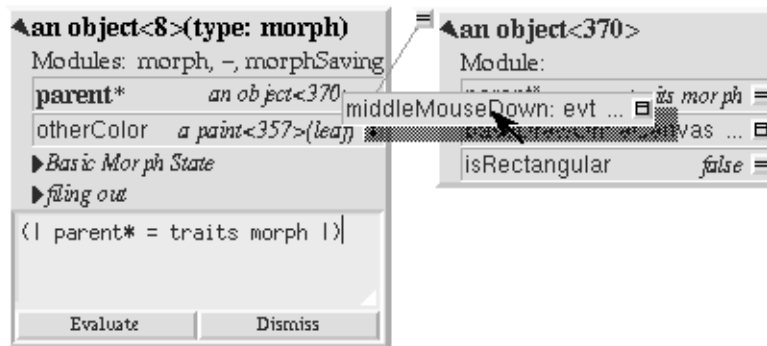 an object<8>(type: morph)
Modules: morph, –, morphSaving
parent* an object<370>
otherColor a paint<357>(leaf)
Basic Morph State
filing out
(| parent* = traits morph |)
Evaluate Dismiss
middleMouseDown: evt ...
an object<370>
Module:
morph
...
isRectangular false